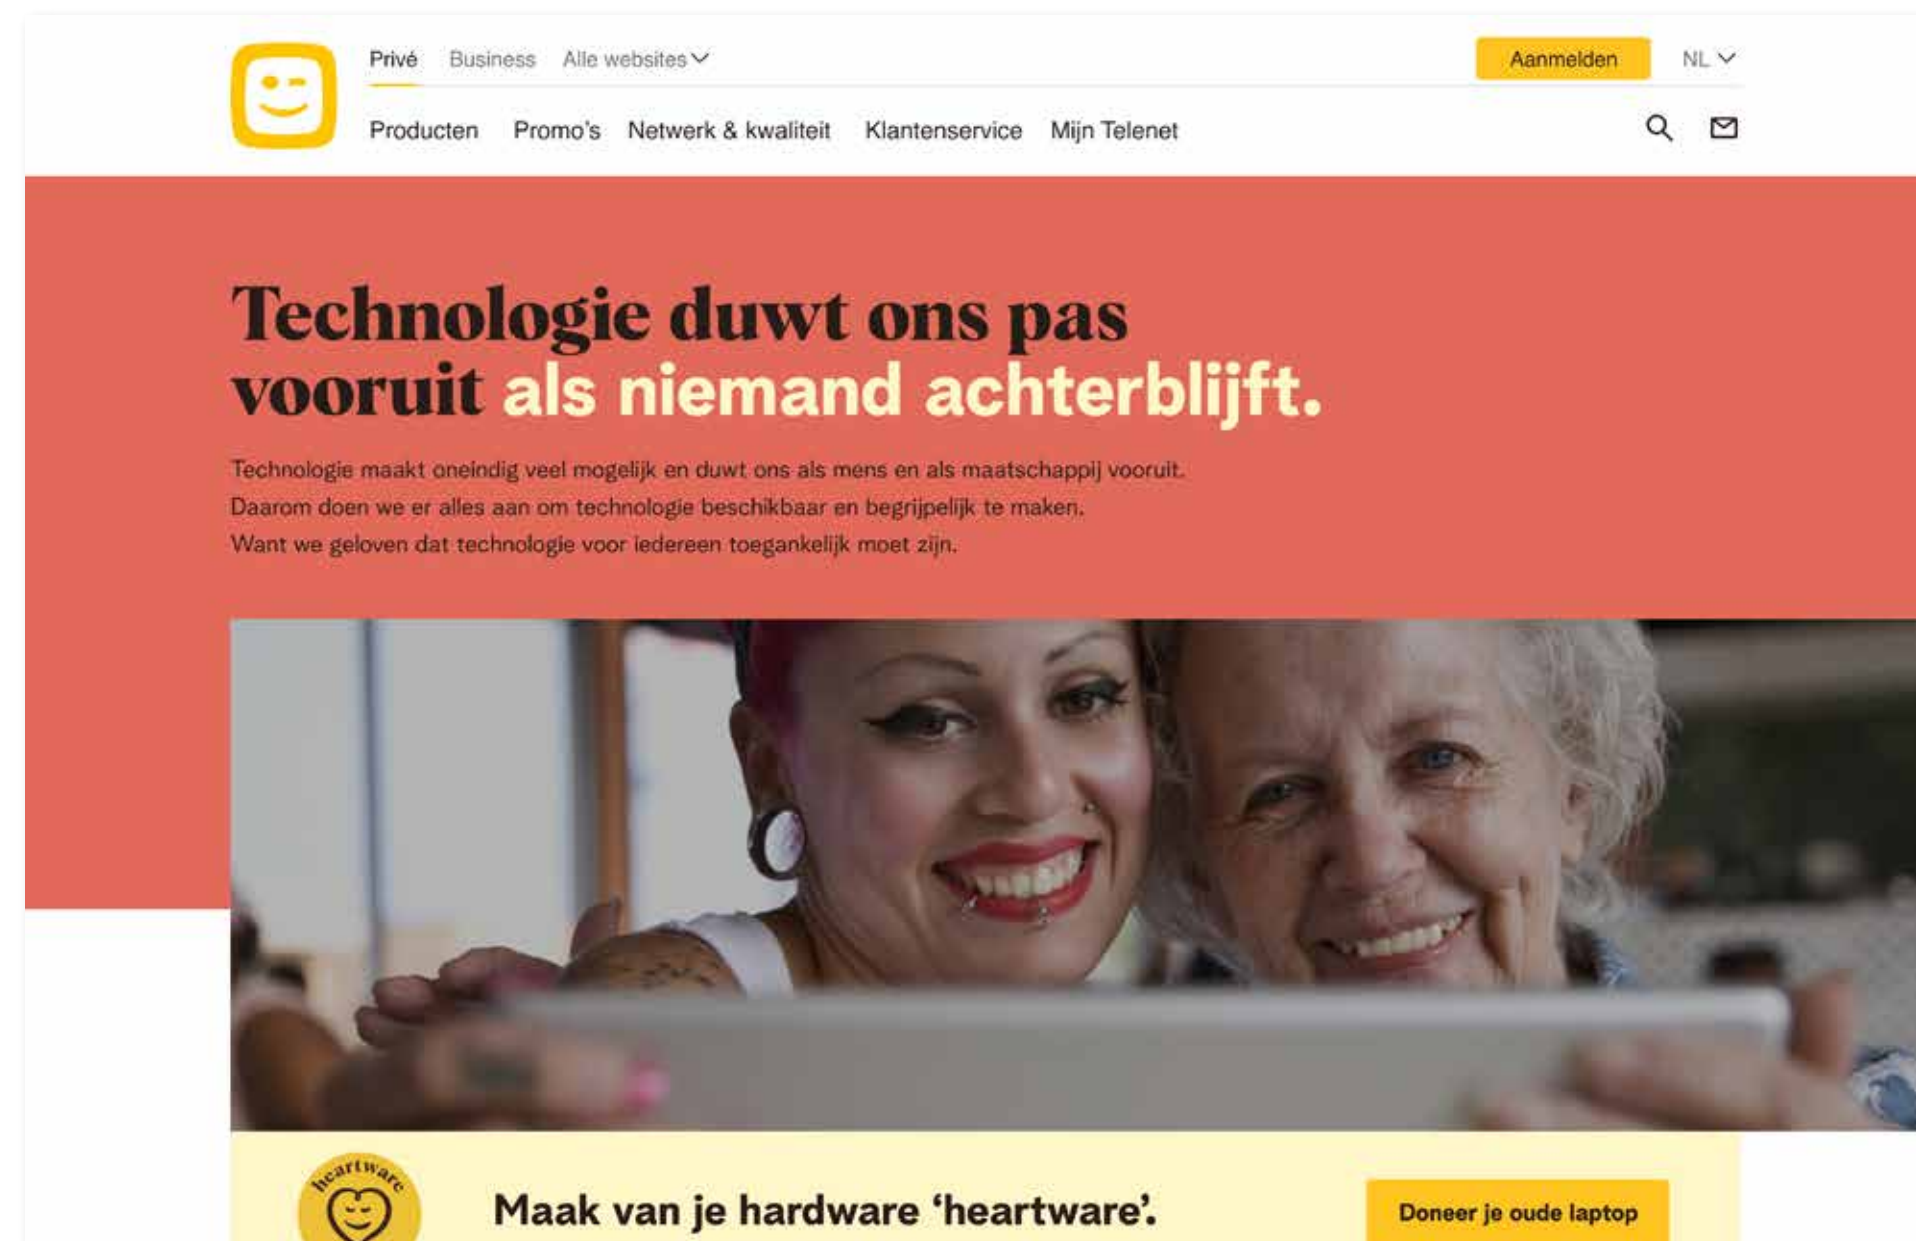 Privé Business Alle websites
Aanmelden NL
Producten Promo's Netwerk & kwaliteit Klantenservice Mijn Telenet
Technologie duwt ons pas
vooruit als niemand achterblijft.
Technologie maakt oneindig veel mogelijk en duwt ons als mens en als maatschappij vooruit.
Daarom doen we er alles aan om technologie beschikbaar en begrijpelijk te maken.
Want we geloven dat technologie voor iedereen toegankelijk moet zijn.
heartware
Maak van je hardware ‘heartware’.
Doneer je oude laptop